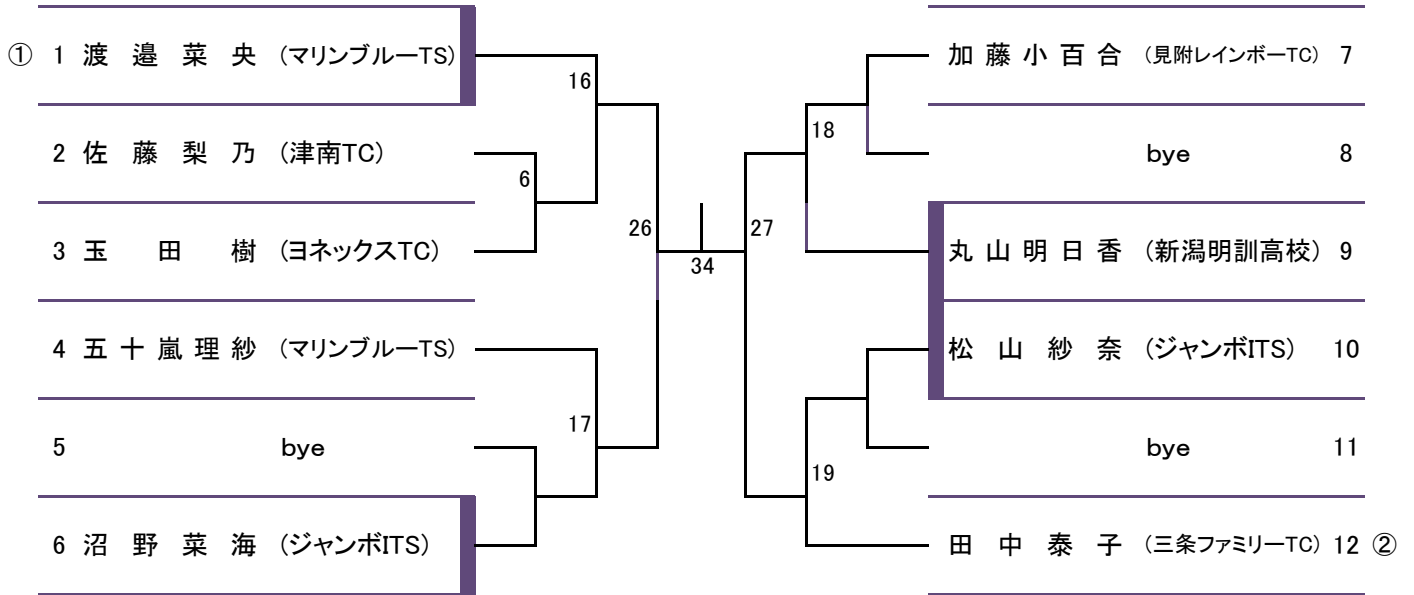 ① 1 渡邉菜央 (マリンブルーTS)
2 佐藤梨乃 (津南TC)
3 玉田樹 (ヨネックスTC)
4 五十嵐理紗 (マリンブルーTS)
5 bye
6 沼野菜海 (ジャンボITS)
16
6
26
17
34
27
18
19
加藤小百合 (見附レインボーTC) 7
bye 8
丸山明日香 (新潟明訓高校) 9
松山紗奈 (ジャンボITS) 10
bye 11
田中泰子 (三条ファミリーTC) 12 ②